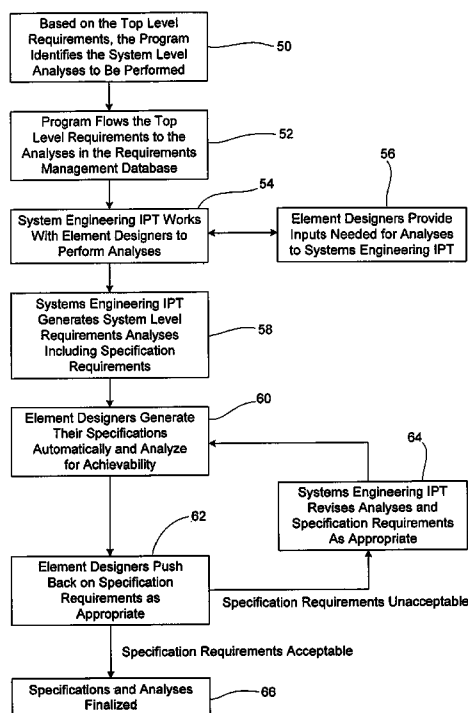 Based on the Top Level
Requirements, the Program
Identifies the System Level
Analyses to Be Performed
50
Program Flows the Top
Level Requirements to the
Analyses in the Requirements
Management Database
52
54
System Engineering IPT Works
With Element Designers to
Perform Analyses
56
Element Designers Provide
Inputs Needed for Analyses
to Systems Engineering IPT
Systems Engineering IPT
Generates System Level
Requirements Analyses
Including Specification
Requirements
58
60
Element Designers Generate
Their Specifications
Automatically and Analyze
for Achievability
64
Systems Engineering IPT
Revises Analyses and
Specification Requirements
As Appropriate
62
Element Designers Push
Back on Specification
Requirements as
Appropriate
Specification Requirements Unacceptable
Specification Requirements Acceptable
Specifications and Analyses
Finalized
66